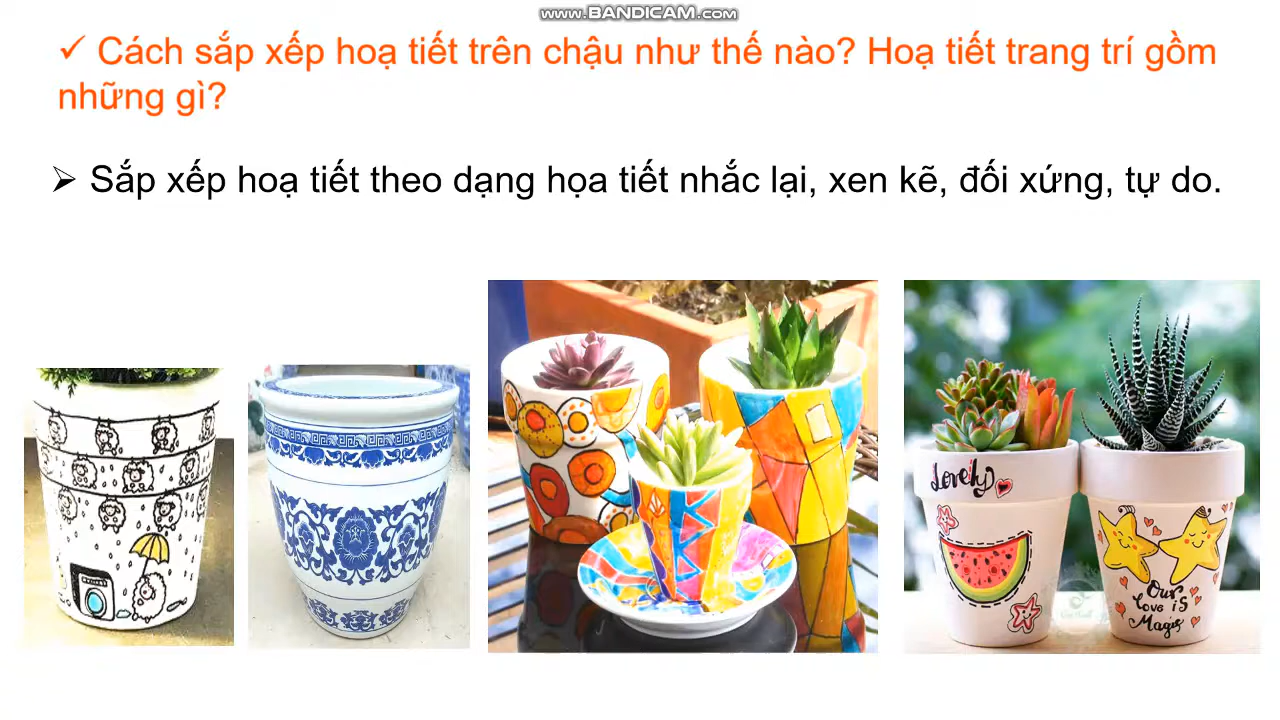 www.BANDICAM.com
✓ Cách sắp xếp hoạ tiết trên chậu như thế nào? Hoạ tiết trang trí gồm
những gì?
➢ Sắp xếp hoạ tiết theo dạng họa tiết nhắc lại, xen kẽ, đối xứng, tự do.
Lovely
Our
Love is
Magic